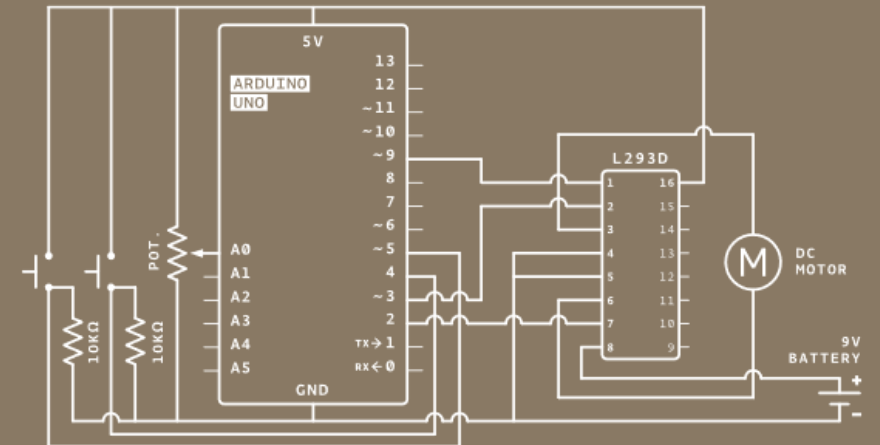 5V
ARDUINO
UNO
13
12
~11
~10
~9
8
7
~6
~5
4
~3
2
TX→1
RX←0
A0
A1
A2
A3
A4
A5
GND
POT.
10KΩ
10KΩ
L293D
1 16
2 15
3 14
4 13
5 12
6 11
7 10
8 9
M
DC
MOTOR
9V
BATTERY
+
-